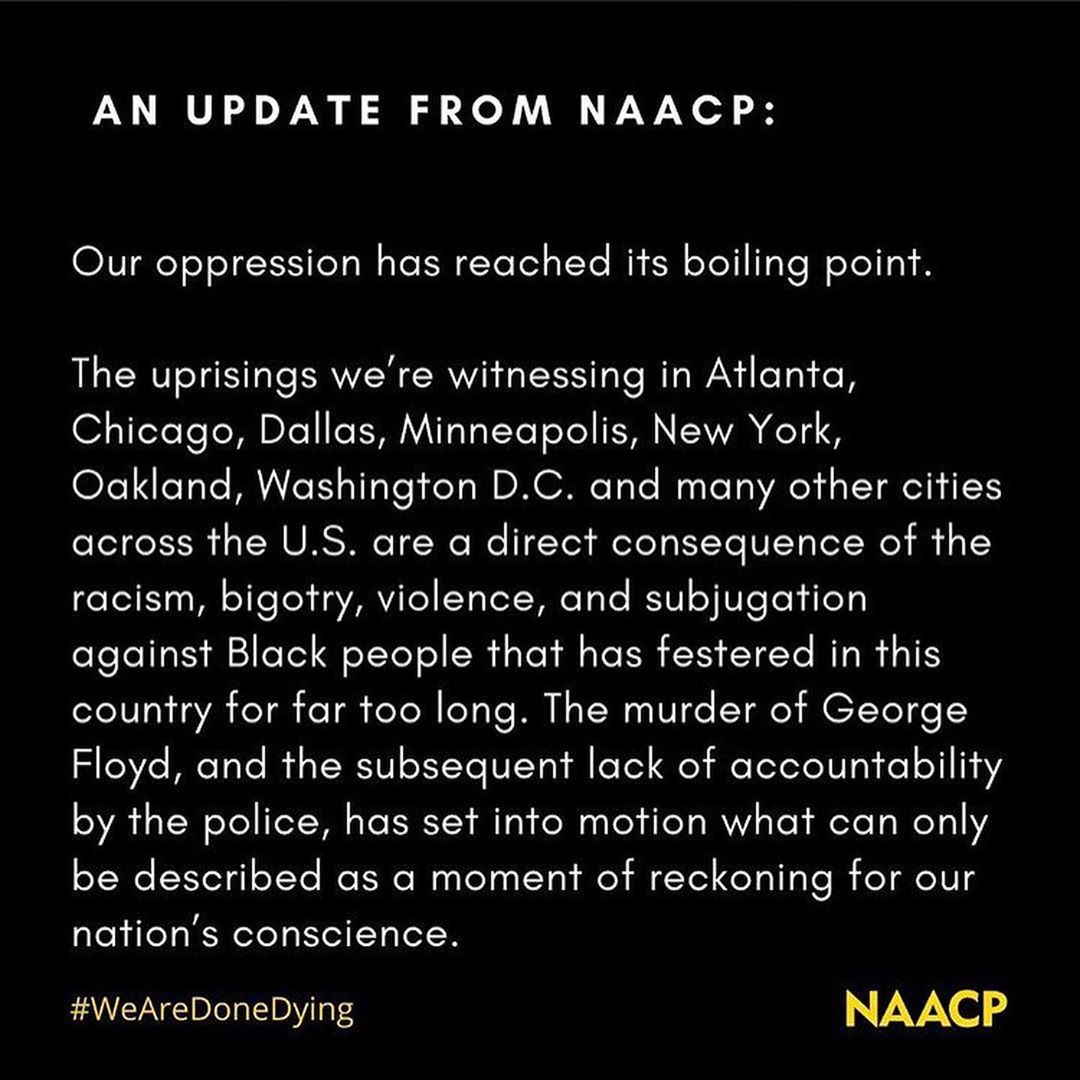 AN UPDATE FROM NAACP:
Our oppression has reached its boiling point.
The uprisings we’re witnessing in Atlanta,
Chicago, Dallas, Minneapolis, New York,
Oakland, Washington D.C. and many other cities
across the U.S. are a direct consequence of the
racism, bigotry, violence, and subjugation
against Black people that has festered in this
country for far too long. The murder of George
Floyd, and the subsequent lack of accountability
by the police, has set into motion what can only
be described as a moment of reckoning for our
nation’s conscience.
#WeAreDoneDying
NAACP